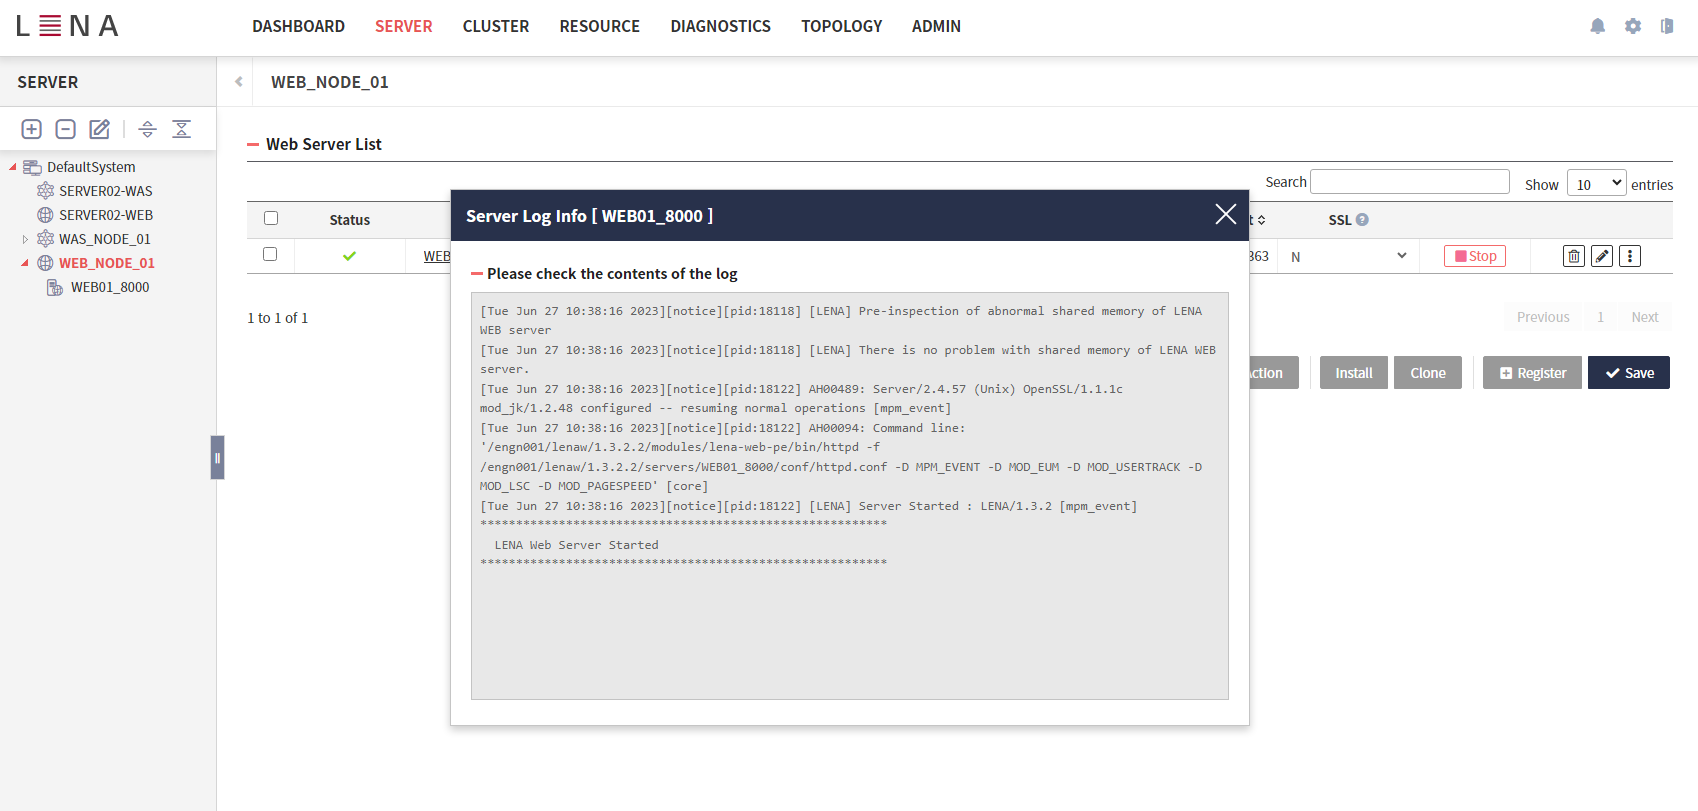 LENA
DASHBOARD SERVER CLUSTER RESOURCE DIAGNOSTICS TOPOLOGY ADMIN
SERVER
WEB_NODE_01
DefaultSystem
SERVER02-WAS
SERVER02-WEB
WAS_NODE_01
WEB_NODE_01
WEB01_8000
Web Server List
Search
Show 10 entries
Status
SSL
WEB
363 N Stop
1 to 1 of 1
Previous 1 Next
Install Clone Register Save
Server Log Info [ WEB01_8000 ]
Please check the contents of the log
[Tue Jun 27 10:38:16 2023][notice][pid:18118] [LENA] Pre-inspection of abnormal shared memory of LENA
WEB server
[Tue Jun 27 10:38:16 2023][notice][pid:18118] [LENA] There is no problem with shared memory of LENA WEB
server.
[Tue Jun 27 10:38:16 2023][notice][pid:18122] AH00489: Server/2.4.57 (Unix) OpenSSL/1.1.1c
mod_jk/1.2.48 configured -- resuming normal operations [mpm_event]
[Tue Jun 27 10:38:16 2023][notice][pid:18122] AH00094: Command line:
'/engn001/lenaw/1.3.2.2/modules/lena-web-pe/bin/httpd -f
/engn001/lenaw/1.3.2.2/servers/WEB01_8000/conf/httpd.conf -D MPM_EVENT -D MOD_EUM -D MOD_USERTRACK -D
MOD_LSC -D MOD_PAGESPEED' [core]
[Tue Jun 27 10:38:16 2023][notice][pid:18122] [LENA] Server Started : LENA/1.3.2 [mpm_event]
*********************************************************
LENA Web Server Started
*********************************************************